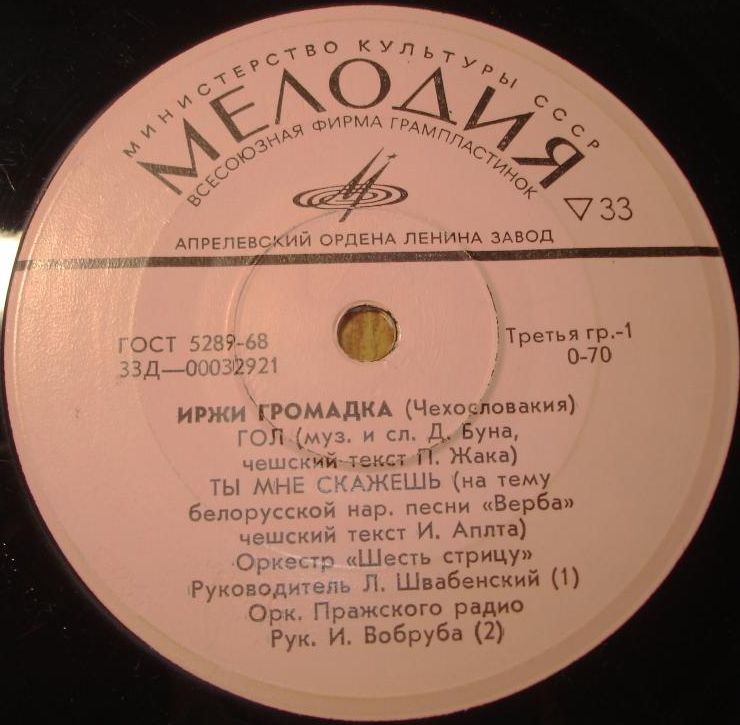 МИНИСТЕРСТВО КУЛЬТУРЫ СССР
МЕЛОДИЯ
ВСЕСОЮЗНАЯ ФИРМА ГРАМПЛАСТИНОК
▽33
АПРЕЛЕВСКИЙ ОРДЕНА ЛЕНИНА ЗАВОД
ГОСТ 5289-68
33Д—00032921
Третья гр.-1
0-70
ИРЖИ ГРОМАДКА (Чехословакия)
ГОЛ (муз. и сл. Д. Буна,
чешский текст П. Жака)
ТЫ МНЕ СКАЖЕШЬ (на тему
белорусской нар. песни «Верба»
чешский текст И. Аплта)
Оркестр «Шесть стрицу»
Руководитель Л. Швабенский (1)
Орк. Пражского радио
Рук. И. Вобруба (2)